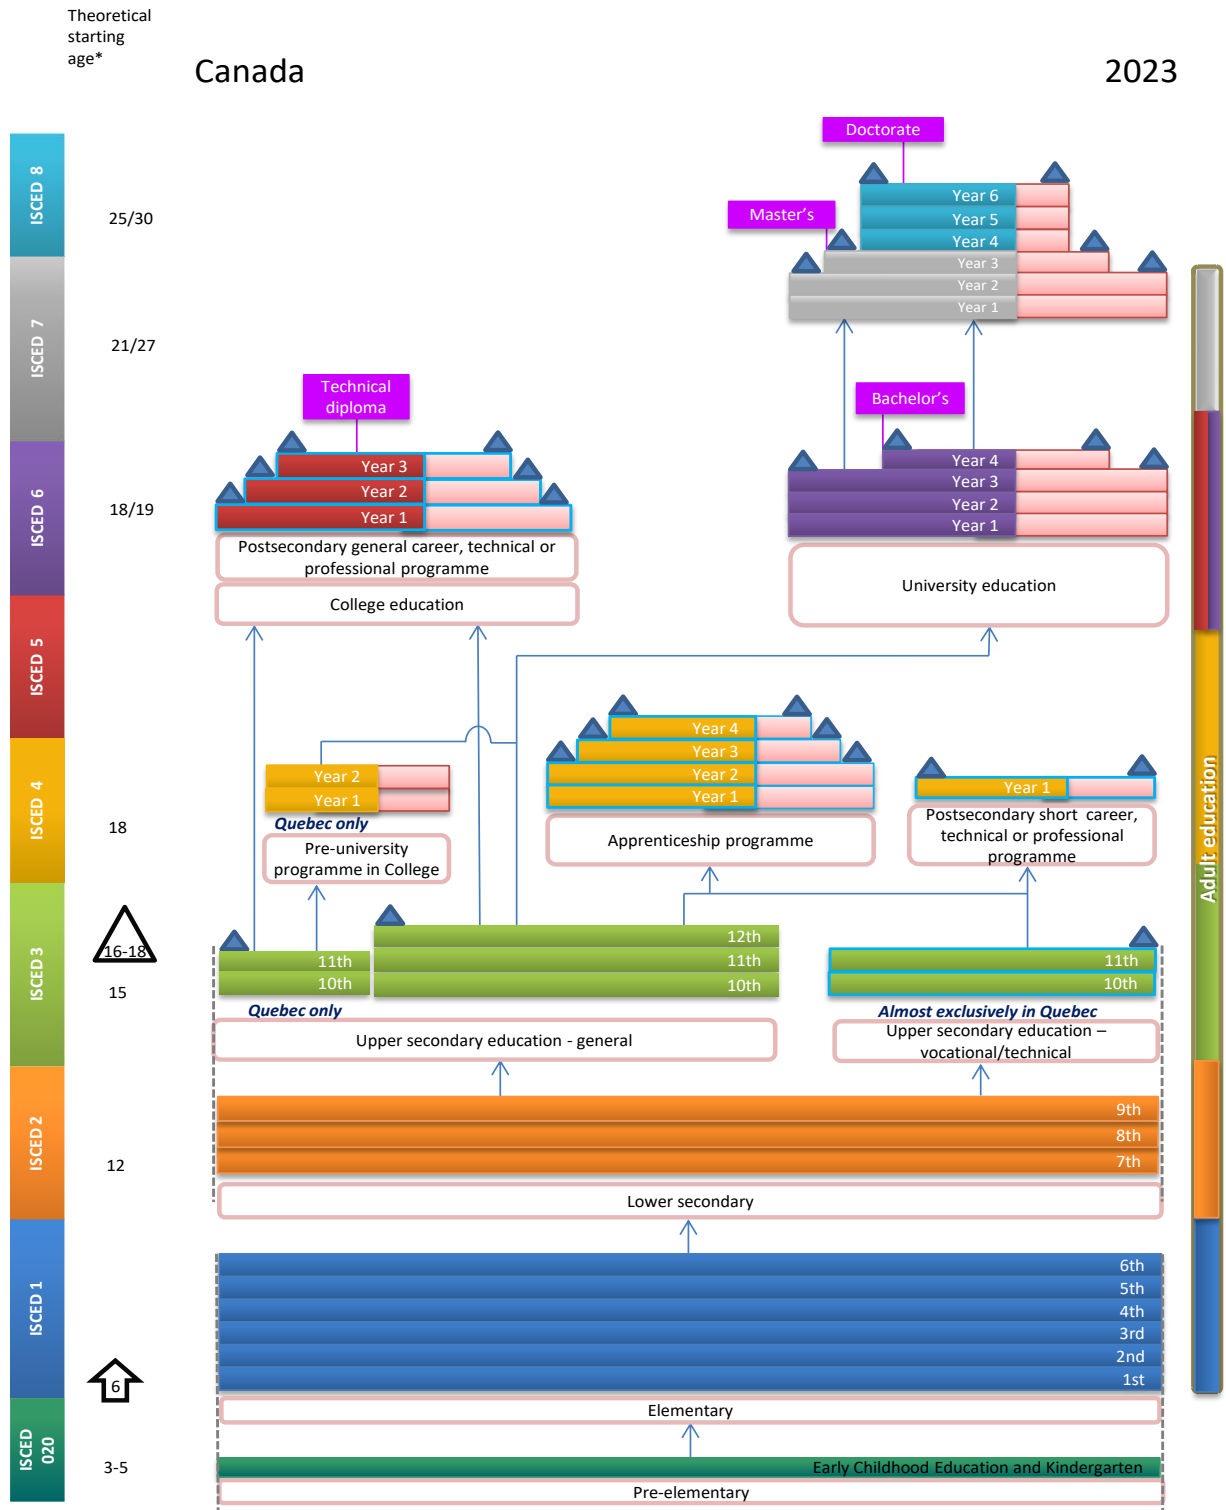 Theoretical
starting
age*
Canada
2023
Doctorate
ISCED 8
25/30
Year 6
Year 5
Year 4
Master's
Year 3
Year 2
Year 1
ISCED 7
21/27
Technical
diploma
Bachelor's
ISCED 6
18/19
Year 3
Year 2
Year 1
Year 4
Year 3
Year 2
Year 1
Postsecondary general career, technical or
professional programme
College education
University education
ISCED 5
ISCED 4
18
Year 2
Year 1
Quebec only
Pre-university
programme in College
Year 4
Year 3
Year 2
Year 1
Apprenticeship programme
Year 1
Postsecondary short career,
technical or professional
programme
Adult education
ISCED 3
16-18
15
11th
10th
Quebec only
12th
11th
10th
11th
10th
Almost exclusively in Quebec
Upper secondary education - general
Upper secondary education –
vocational/technical
ISCED 2
12
9th
8th
7th
Lower secondary
ISCED 1
6
6th
5th
4th
3rd
2nd
1st
Elementary
ISCED
020
3-5
Early Childhood Education and Kindergarten
Pre-elementary